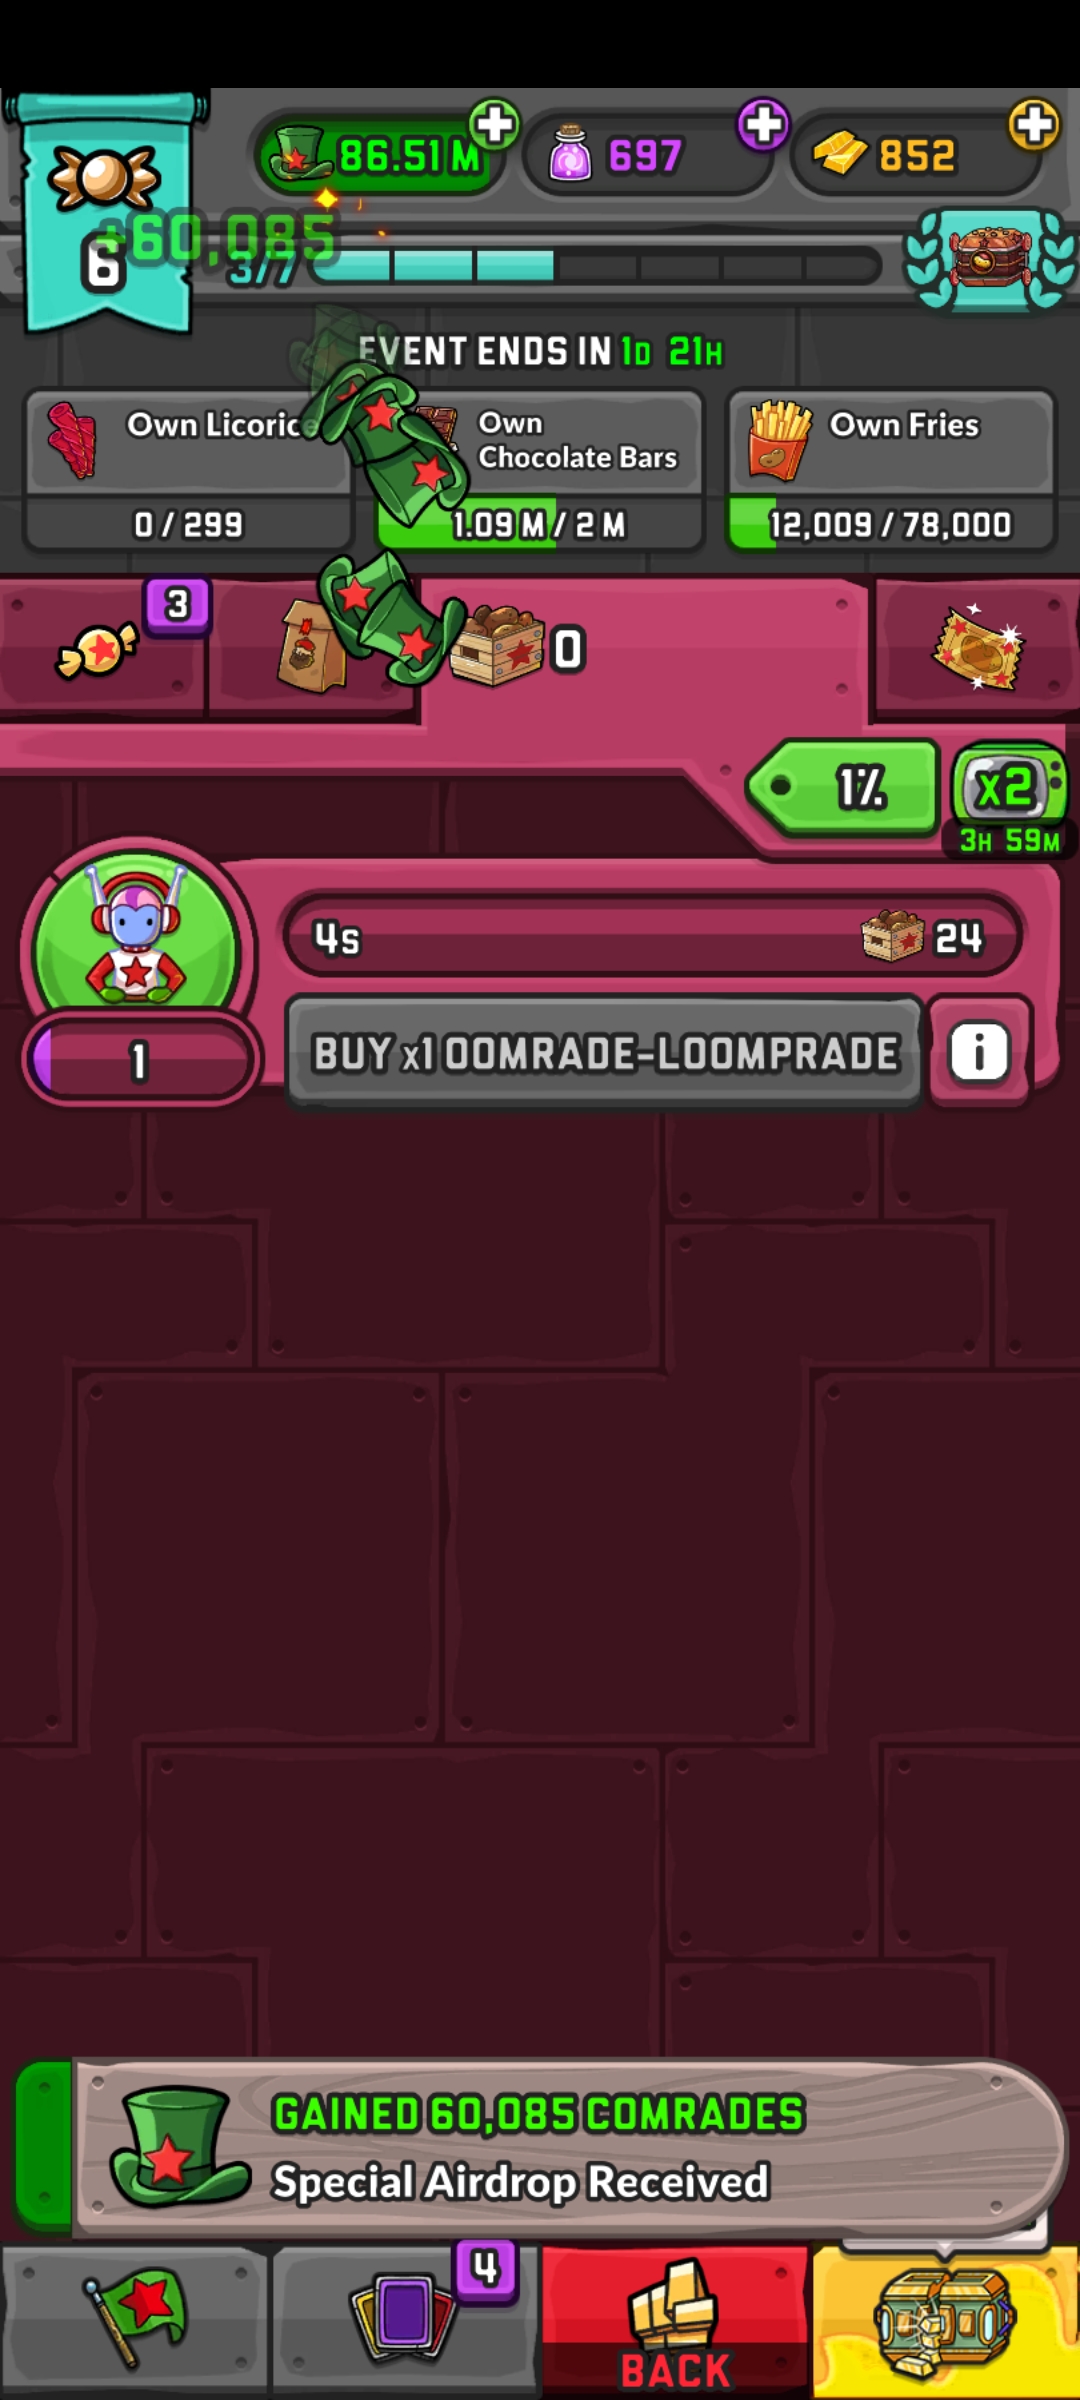 86.51 M
697
852
+60,085
6
3/7
EVENT ENDS IN 1D 21H
Own Licorice
0 / 299
Own
Chocolate Bars
1.09 M / 2 M
Own Fries
12,009 / 78,000
3
0
1%
x2
3H 59M
4s
24
1
BUY x1 OOMRADE-LOOMPRADE
i
GAINED 60,085 COMRADES
Special Airdrop Received
4
BACK